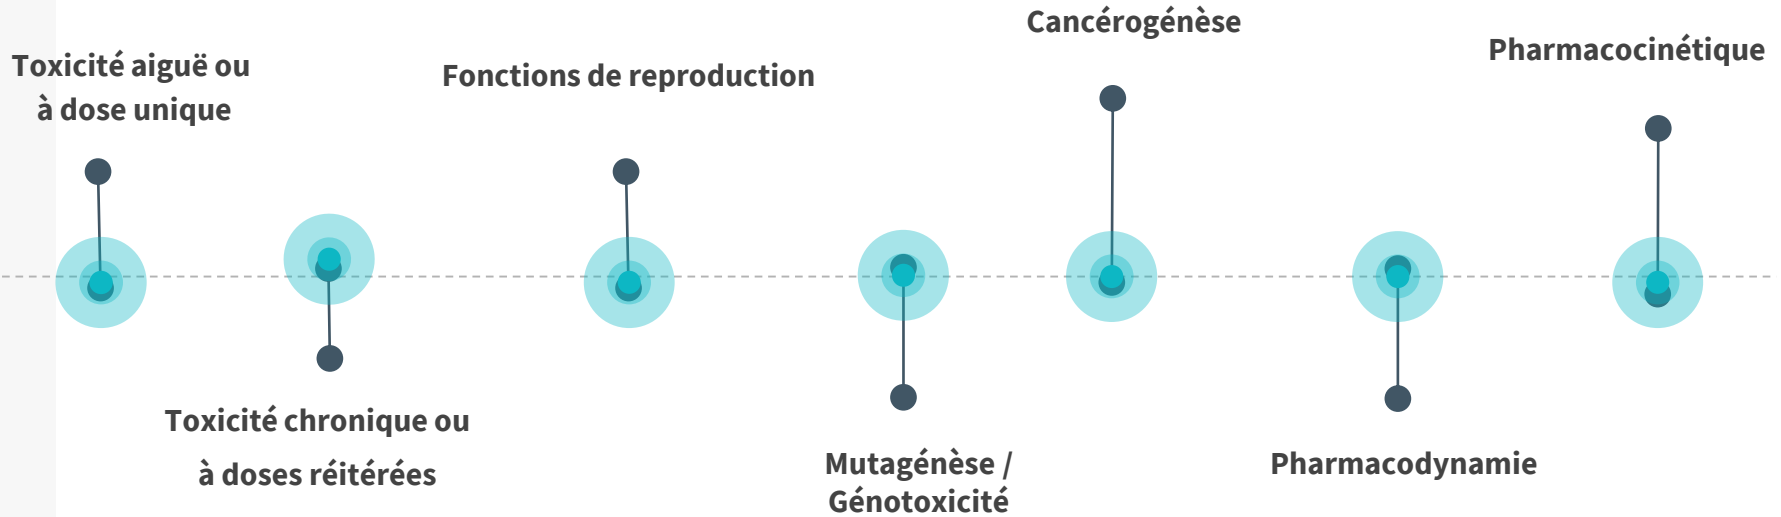 Toxicité aiguë ou
à dose unique
Toxicité chronique ou
à doses réitérées
Fonctions de reproduction
Mutagénèse /
Génotoxicité
Cancérogénèse
Pharmacodynamie
Pharmacocinétique